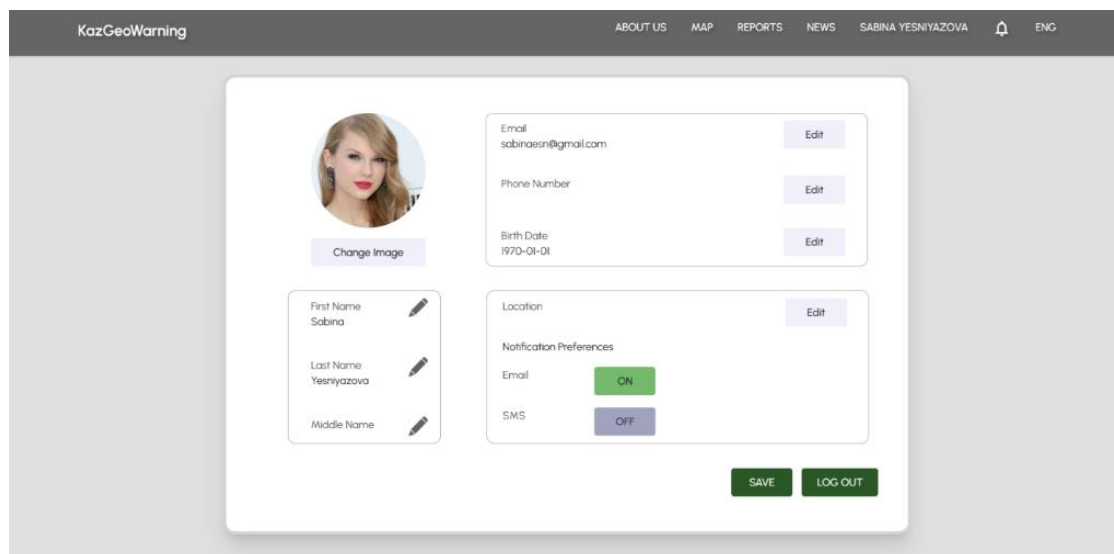 KazGeoWarning
ABOUT US MAP REPORTS NEWS SABINA YESNIYAZOVA ENG
Change Image
First Name
Sabina
Last Name
Yesniyazova
Middle Name
Email
sabinaesn@gmail.com
Edit
Phone Number
Edit
Birth Date
1970-01-01
Edit
Location
Edit
Notification Preferences
Email
ON
SMS
OFF
SAVE
LOG OUT